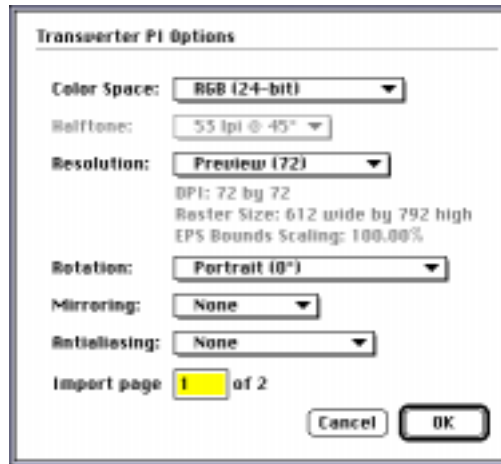 Transverter PI Options
Color Space: RGB (24-bit)
Halftone: 53 lpi @ 45°
Resolution: Preview (72)
DPI: 72 by 72
Raster Size: 612 wide by 792 high
EPS Bounds Scaling: 100.00%
Rotation: Portrait (0°)
Mirroring: None
Antialiasing: None
Import page 1 of 2
Cancel OK